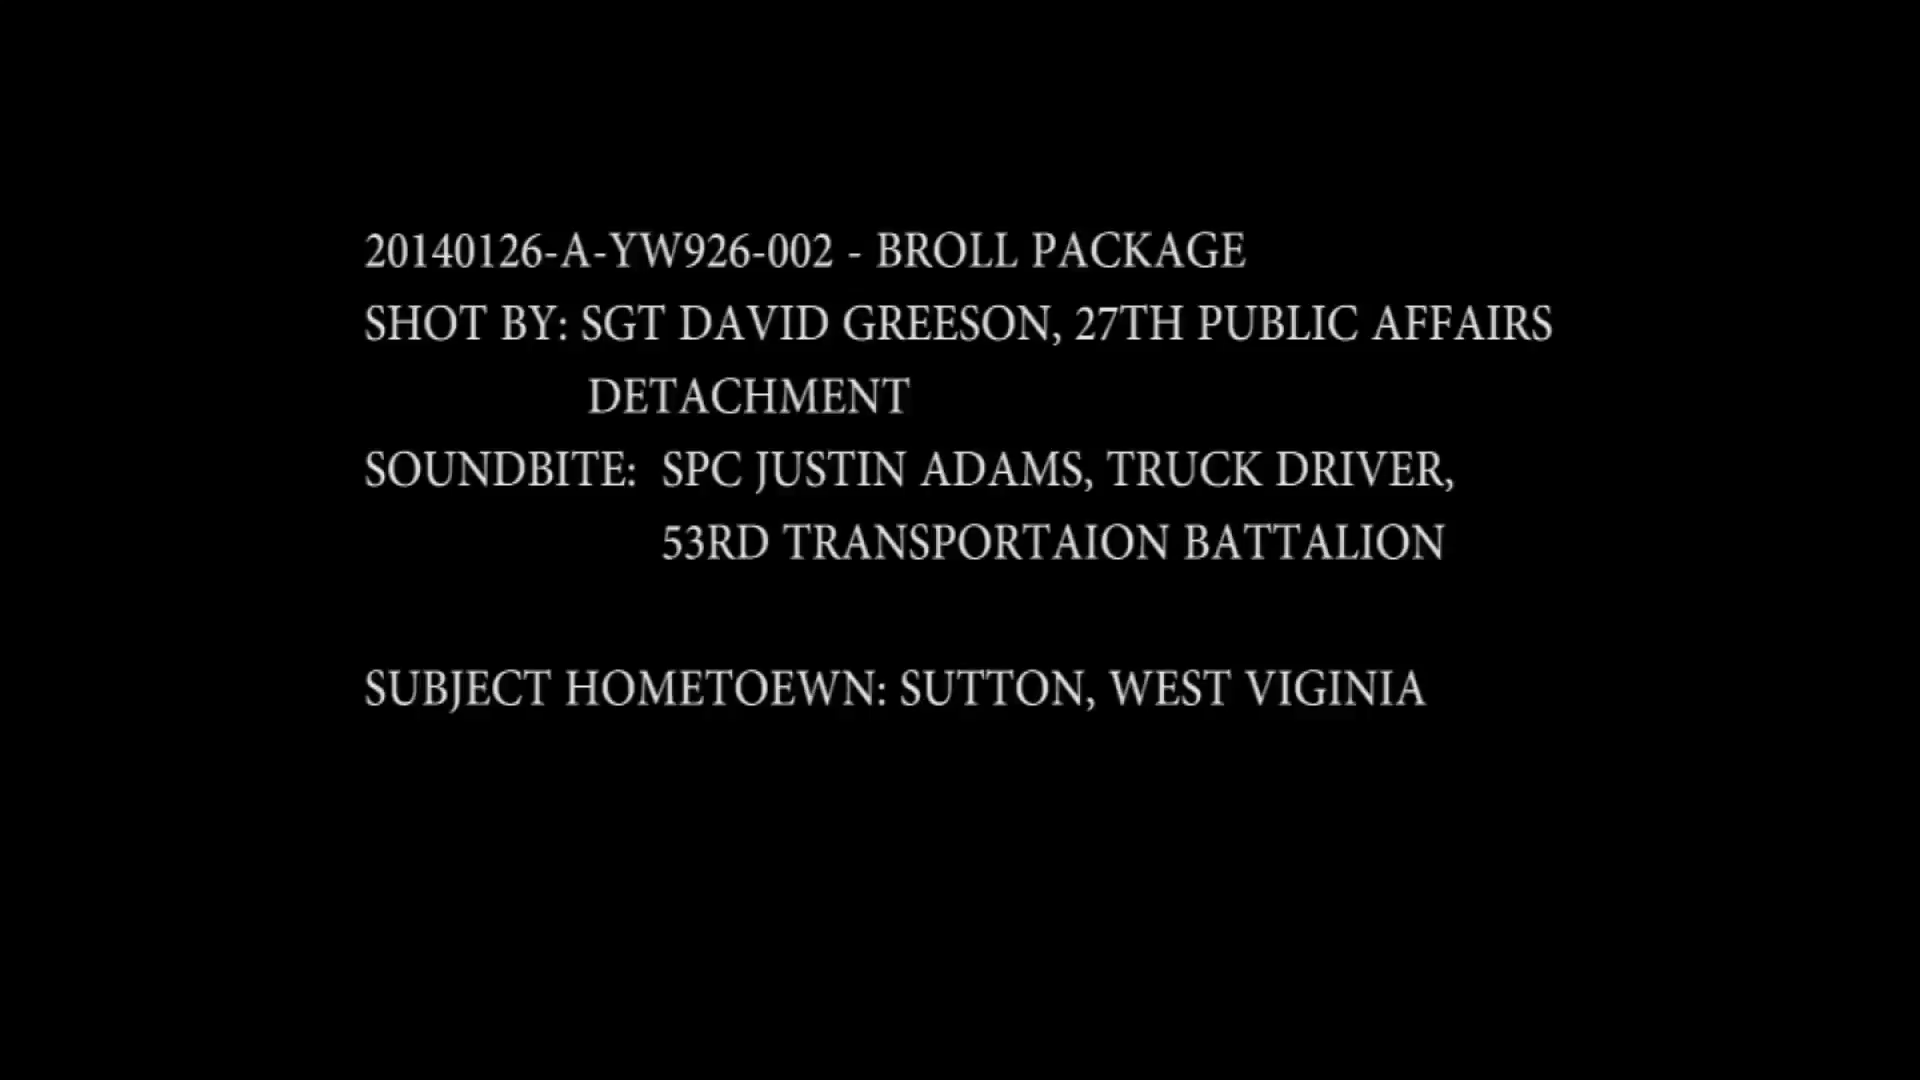 20140126-A-YW926-002 - BROLL PACKAGE
SHOT BY: SGT DAVID GREESON, 27TH PUBLIC AFFAIRS
DETACHMENT
SOUNDBITE: SPC JUSTIN ADAMS, TRUCK DRIVER,
53RD TRANSPORTAION BATTALION
SUBJECT HOMETOEWN: SUTTON, WEST VIGINIA